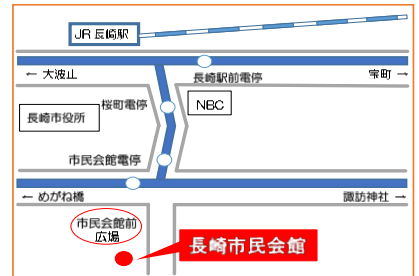 JR長崎駅
← 大波止
長崎駅前電停
宝町 →
桜町電停
NBC
長崎市役所
市民会館電停
← めがね橋
諏訪神社 →
市民会館前
広場
長崎市民会館